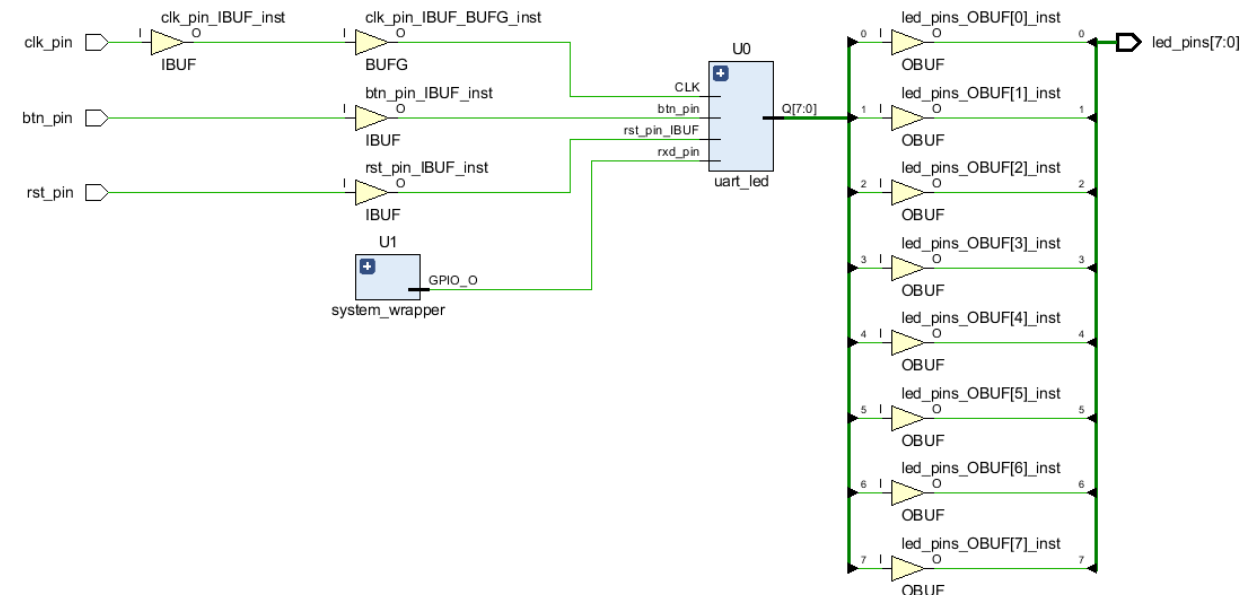 clk_pin
clk_pin_IBUF_inst
I
O
IBUF
clk_pin_IBUF_BUFG_inst
I
O
BUFG
btn_pin
btn_pin_IBUF_inst
I
O
IBUF
rst_pin
rst_pin_IBUF_inst
I
O
IBUF
U1
GPIO_O
system_wrapper
U0
CLK
btn_pin
rst_pin_IBUF
rxd_pin
Q[7:0]
uart_led
led_pins_OBUF[0]_inst
0 I O 0
OBUF
led_pins_OBUF[1]_inst
1 I O 1
OBUF
led_pins_OBUF[2]_inst
2 I O 2
OBUF
led_pins_OBUF[3]_inst
3 I O 3
OBUF
led_pins_OBUF[4]_inst
4 I O 4
OBUF
led_pins_OBUF[5]_inst
5 I O 5
OBUF
led_pins_OBUF[6]_inst
6 I O 6
OBUF
led_pins_OBUF[7]_inst
7 I O 7
OBUF
led_pins[7:0]